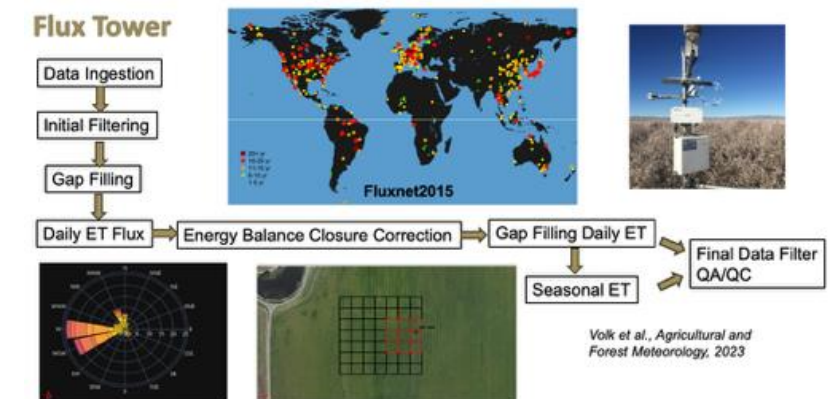 Flux Tower
Data Ingestion
Initial Filtering
Gap Filling
Daily ET Flux
Energy Balance Closure Correction
Gap Filling Daily ET
Seasonal ET
Final Data Filter
QA/QC
Fluxnet2015
Volk et al., Agricultural and
Forest Meteorology, 2023